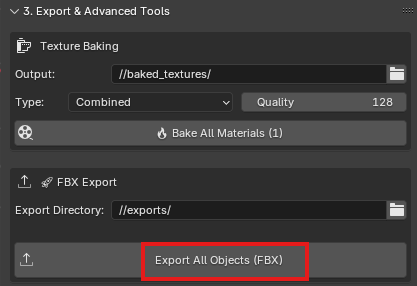 3. Export & Advanced Tools
Texture Baking
Output: //baked_textures/
Type: Combined Quality 128
Bake All Materials (1)
FBX Export
Export Directory: //exports/
Export All Objects (FBX)